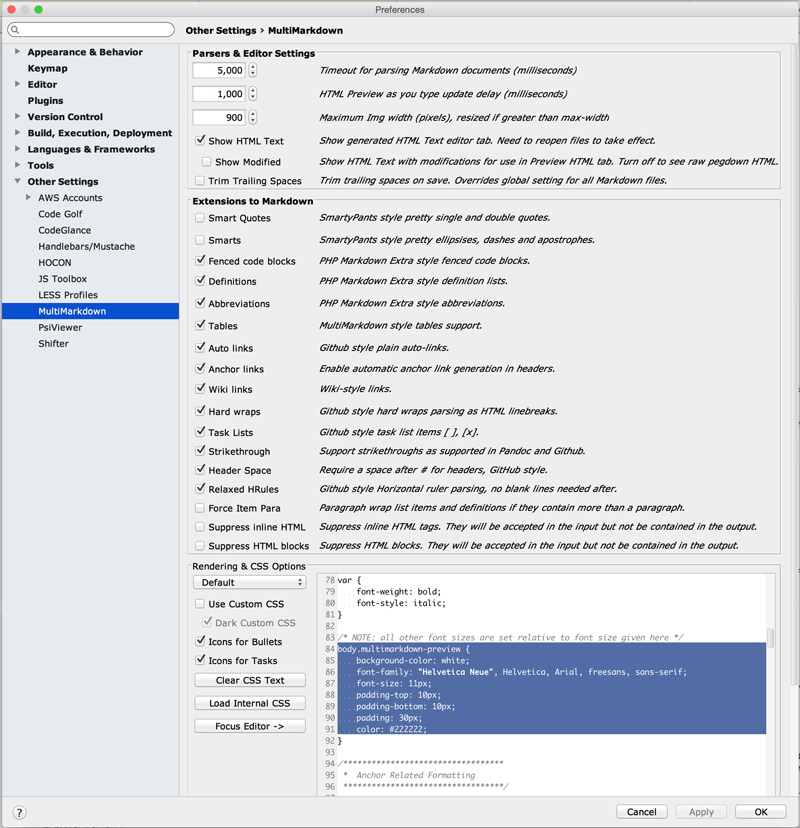 Preferences
Other Settings › MultiMarkdown
Appearance & Behavior
Keymap
Editor
Plugins
Version Control
Build, Execution, Deployment
Languages & Frameworks
Tools
Other Settings
AWS Accounts
Code Golf
CodeGlance
Handlebars/Mustache
HOCON
JS Toolbox
LESS Profiles
MultiMarkdown
PsiViewer
Shifter
Parsers & Editor Settings
5,000 Timeout for parsing Markdown documents (milliseconds)
1,000 HTML Preview as you type update delay (milliseconds)
900 Maximum Img width (pixels), resized if greater than max-width
Show HTML Text Show generated HTML Text editor tab. Need to reopen files to take effect.
Show Modified Show HTML Text with modifications for use in Preview HTML tab. Turn off to see raw pegdown HTML.
Trim Trailing Spaces Trim trailing spaces on save. Overrides global setting for all Markdown files.
Extensions to Markdown
Smart Quotes SmartyPants style pretty single and double quotes.
Smarts SmartyPants style pretty ellipsises, dashes and apostrophes.
Fenced code blocks PHP Markdown Extra style fenced code blocks.
Definitions PHP Markdown Extra style definition lists.
Abbreviations PHP Markdown Extra style abbreviations.
Tables MultiMarkdown style tables support.
Auto links Github style plain auto-links.
Anchor links Enable automatic anchor link generation in headers.
Wiki links Wiki-style links.
Hard wraps Github style hard wraps parsing as HTML linebreaks.
Task Lists Github style task list items [ ], [x].
Strikethrough Support strikethroughs as supported in Pandoc and Github.
Header Space Require a space after # for headers, GitHub style.
Relaxed HRules Github style Horizontal ruler parsing, no blank lines needed after.
Force Item Para Paragraph wrap list items and definitions if they contain more than a paragraph.
Suppress inline HTML Suppress inline HTML tags. They will be accepted in the input but not be contained in the output.
Suppress HTML blocks Suppress HTML blocks. They will be accepted in the input but not be contained in the output.
Rendering & CSS Options
Default
Use Custom CSS
Dark Custom CSS
Icons for Bullets
Icons for Tasks
Clear CSS Text
Load Internal CSS
Focus Editor ->
78 var {
79 font-weight: bold;
80 font-style: italic;
81 }
82
83 /* NOTE: all other font sizes are set relative to font size given here */
84 body.multimarkdown-preview {
85 background-color: white;
86 font-family: "Helvetica Neue", Helvetica, Arial, freesans, sans-serif;
87 font-size: 11px;
88 padding-top: 10px;
89 padding-bottom: 10px;
90 padding: 30px;
91 color: #222222;
92 }
93
94 /**********************************
95 * Anchor Related Formatting
96 **********************************/
?
Cancel
Apply
OK